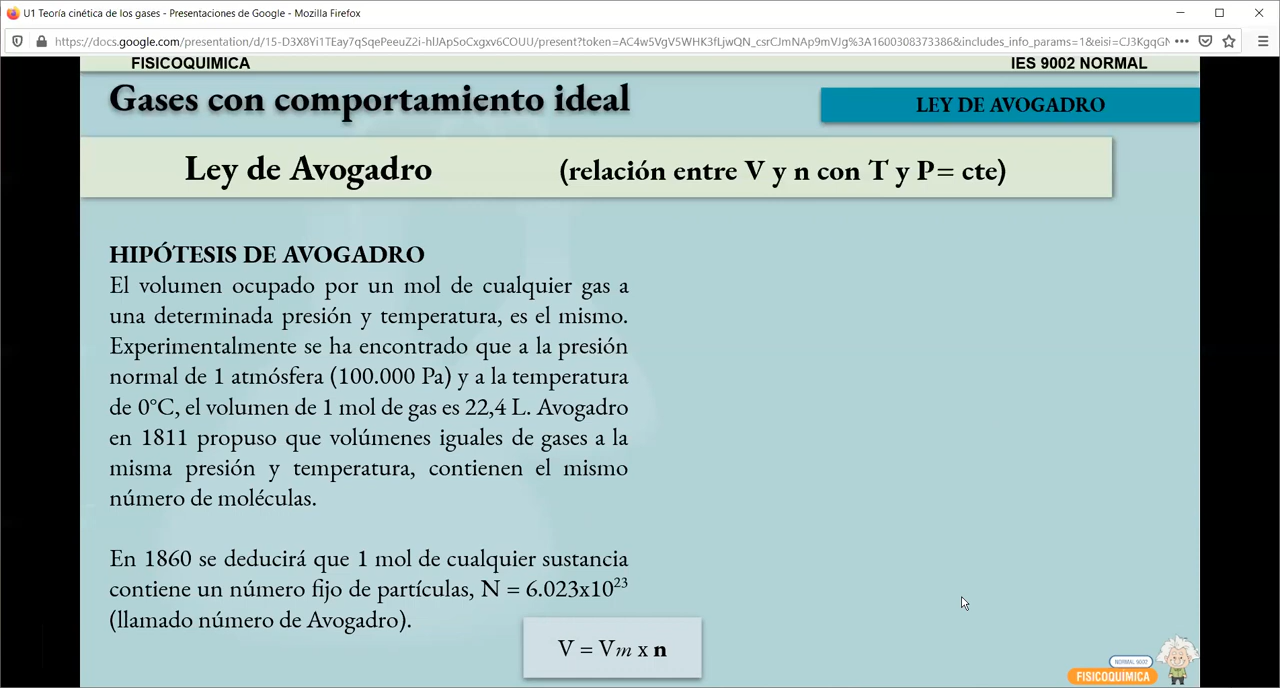 U1 Teoría cinética de los gases - Presentaciones de Google - Mozilla Firefox
https://docs.google.com/presentation/d/15-D3X8Yi1TEay7qSqePeeuZ2i-hlJApSoCxgxv6COUU/present?token=AC4w5VgV5WHK3fLjwQN_csrCJmNAp9mVJg%3A1600308373386&includes_info_params=1&eisi=CJ3KgqGN
FISICOQUIMICA
IES 9002 NORMAL
Gases con comportamiento ideal
LEY DE AVOGADRO
Ley de Avogadro (relación entre V y n con T y P= cte)
HIPÓTESIS DE AVOGADRO
El volumen ocupado por un mol de cualquier gas a
una determinada presión y temperatura, es el mismo.
Experimentalmente se ha encontrado que a la presión
normal de 1 atmósfera (100.000 Pa) y a la temperatura
de 0°C, el volumen de 1 mol de gas es 22,4 L. Avogadro
en 1811 propuso que volúmenes iguales de gases a la
misma presión y temperatura, contienen el mismo
número de moléculas.
En 1860 se deducirá que 1 mol de cualquier sustancia
contiene un número fijo de partículas, N = 6.023x10²³
(llamado número de Avogadro).
V = Vm x n
NORMAL 9002
FISICOQUÍMICA